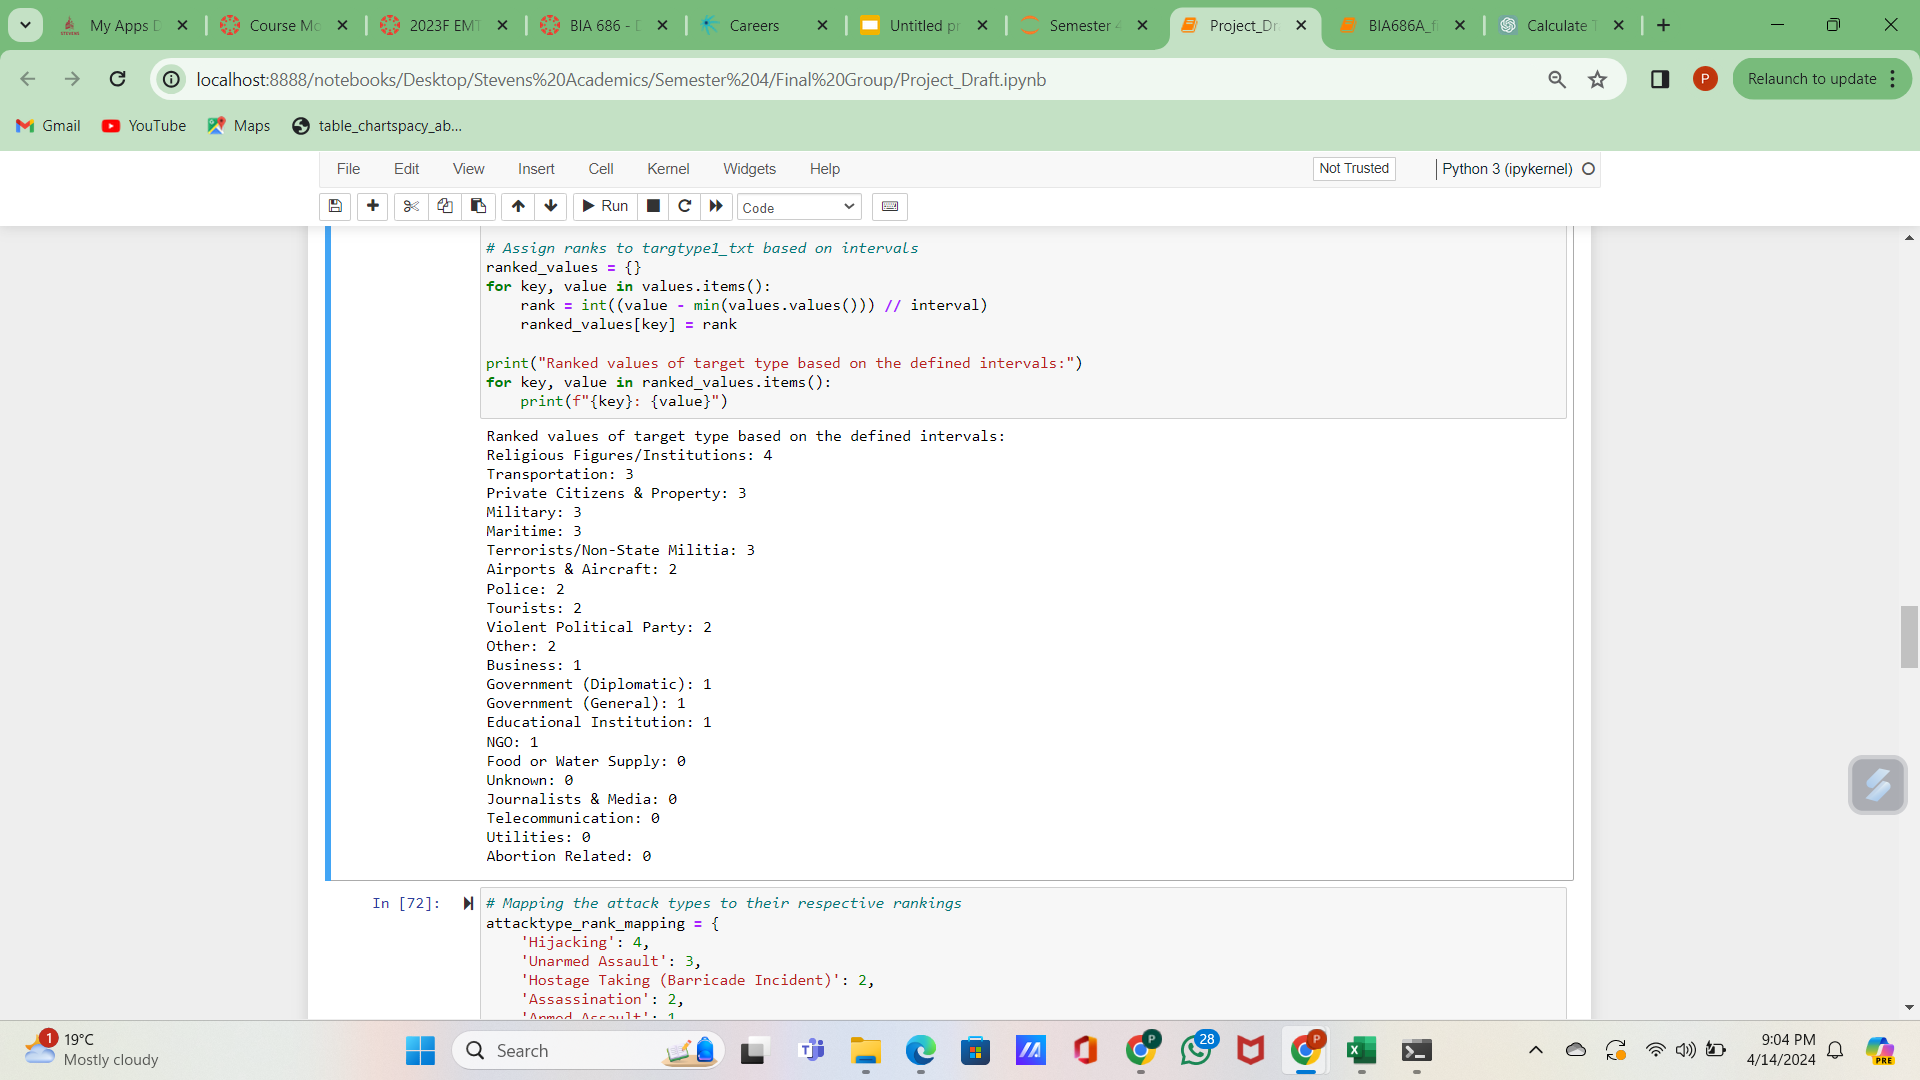 My Apps D
Course Mo
2023F EMT
BIA 686 - D
Careers
Untitled pr
Semester 4
Project_Dr
BIA686A_f
Calculate T
localhost:8888/notebooks/Desktop/Stevens%20Academics/Semester%204/Final%20Group/Project_Draft.ipynb
P
Relaunch to update
Gmail
YouTube
Maps
table_chartspacy_ab...
File
Edit
View
Insert
Cell
Kernel
Widgets
Help
Not Trusted
Python 3 (ipykernel)
Run
Code
# Assign ranks to targtype1_txt based on intervals
ranked_values = {}
for key, value in values.items():
    rank = int((value - min(values.values())) // interval)
    ranked_values[key] = rank
print("Ranked values of target type based on the defined intervals:")
for key, value in ranked_values.items():
    print(f"{key}: {value}")
Ranked values of target type based on the defined intervals:
Religious Figures/Institutions: 4
Transportation: 3
Private Citizens & Property: 3
Military: 3
Maritime: 3
Terrorists/Non-State Militia: 3
Airports & Aircraft: 2
Police: 2
Tourists: 2
Violent Political Party: 2
Other: 2
Business: 1
Government (Diplomatic): 1
Government (General): 1
Educational Institution: 1
NGO: 1
Food or Water Supply: 0
Unknown: 0
Journalists & Media: 0
Telecommunication: 0
Utilities: 0
Abortion Related: 0
In [72]:
# Mapping the attack types to their respective rankings
attacktype_rank_mapping = {
    'Hijacking': 4,
    'Unarmed Assault': 3,
    'Hostage Taking (Barricade Incident)': 2,
    'Assassination': 2,
    'Armed Assault': 1
1
19°C
Mostly cloudy
Search
P
28
P
9:04 PM
4/14/2024
PRE